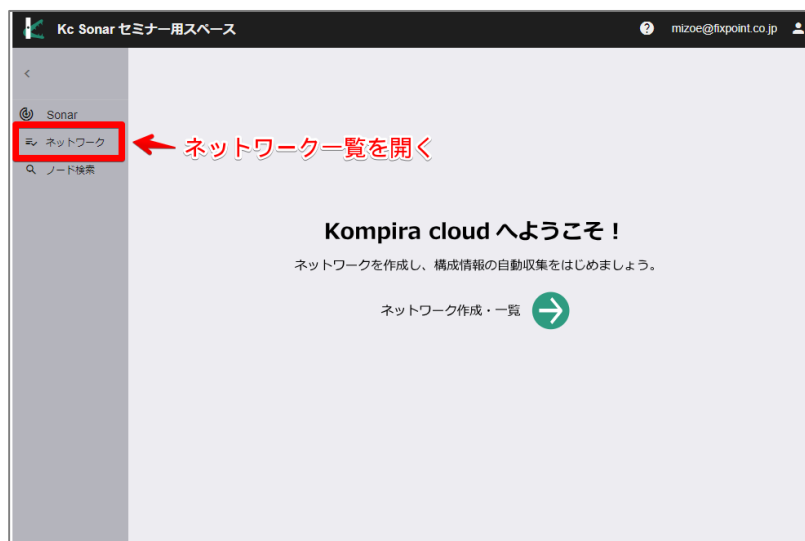 Kc Sonar セミナー用スペース
mizoe@fixpoint.co.jp
Sonar
ネットワーク
ノード検索
ネットワーク一覧を開く
Kompira cloud へようこそ！
ネットワークを作成し、構成情報の自動収集をはじめましょう。
ネットワーク作成・一覧